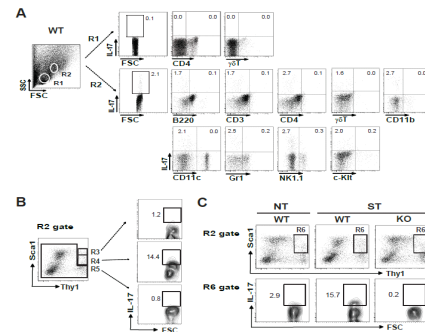 A
WT
SSC
FSC
R1
R2
R1
0.1
IL-17
FSC
0.0 0.0
CD4
0.0
γδT
R2
2.1
IL-17
FSC
1.7 0.1
B220
1.7 0.1
CD3
2.7 0.1
CD4
1.6 0.0
γδT
2.7 0.0
CD11b
IL-17
2.1 0.0
CD11c
2.5 0.2
Gr1
2.7 0.1
NK1.1
2.0 0.2
c-Kit
B
R2 gate
Sca1
Thy1
R3
R4
R5
1.2
14.4
0.8
IL-17
FSC
C
NT ST
WT WT KO
R2 gate
Sca1
R6 R6 R6
Thy1
R6 gate
IL-17
2.9 15.7 0.2
FSC